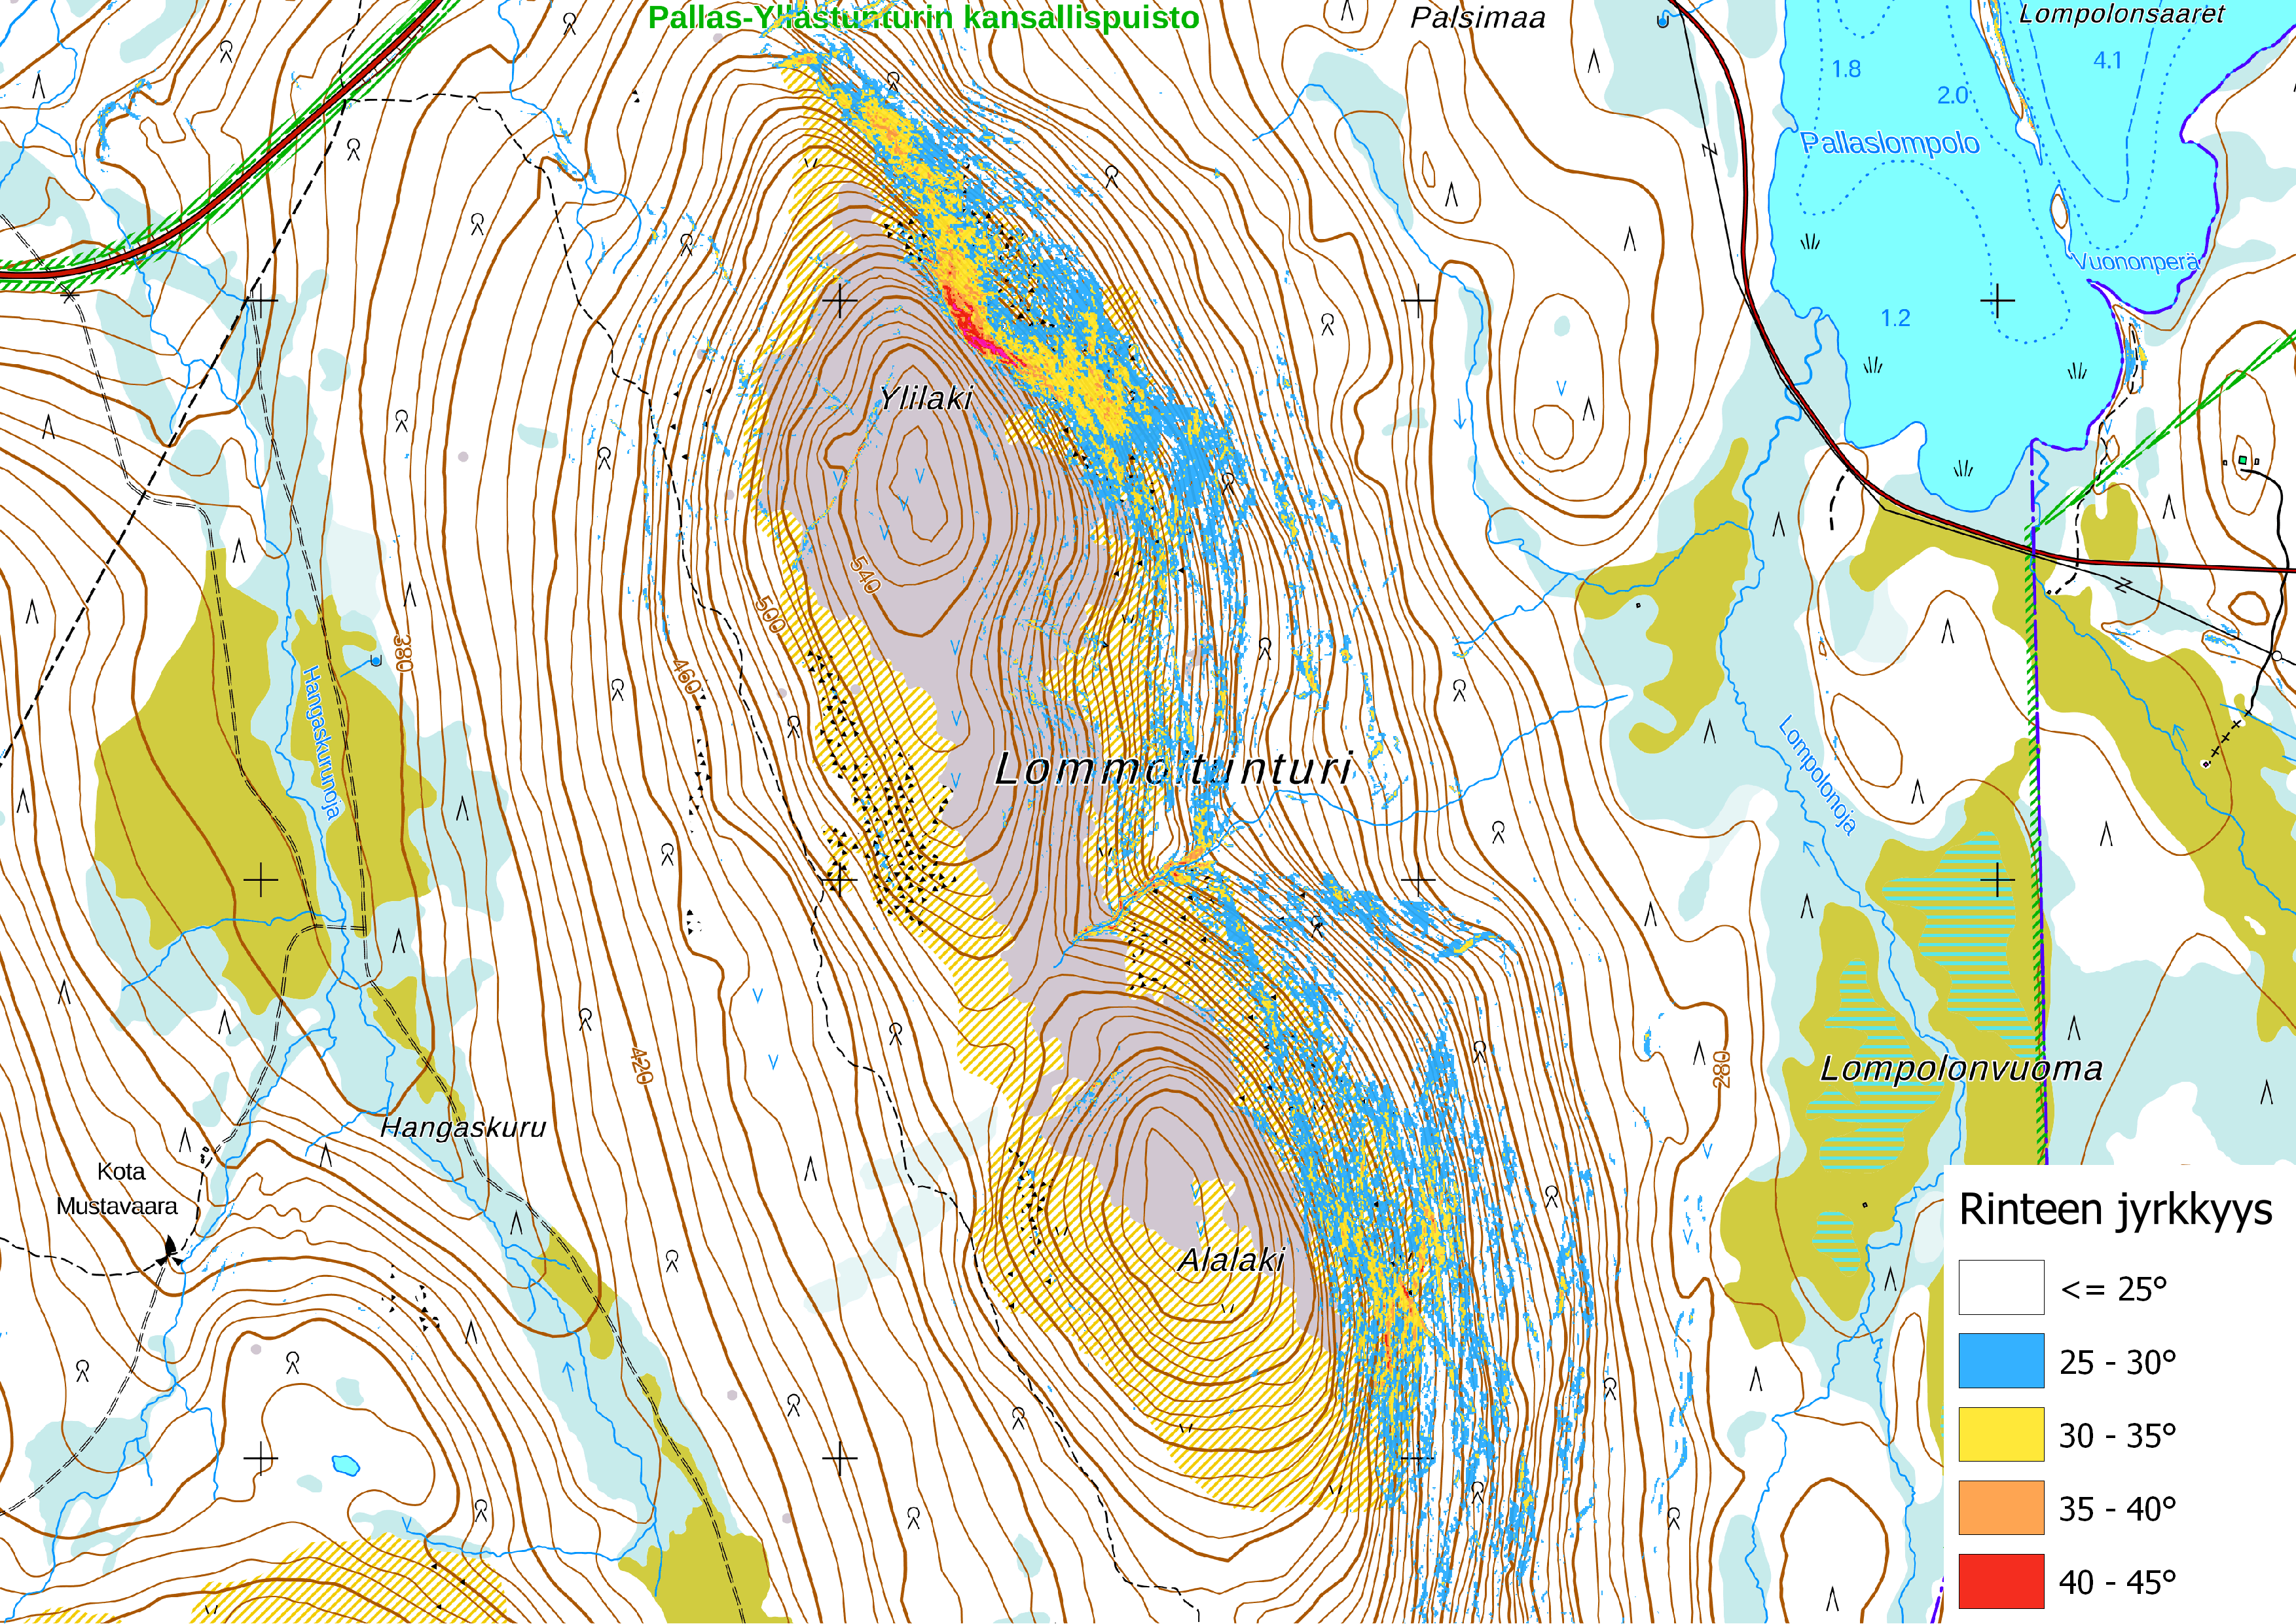 Pallas-Yllästunturin kansallispuisto
Palsimaa
Lompolonsaaret
1.8
2.0
4.1
Pallaslompolo
Vuononperä
1.2
Ylilaki
540
500
460
380
Hangaskurunoja
Lommoltunturi
Lompolonoja
420
280
Lompolonvuoma
Hangaskuru
Kota
Mustavaara
Alalaki
Rinteen jyrkkyys
<= 25°
25 - 30°
30 - 35°
35 - 40°
40 - 45°